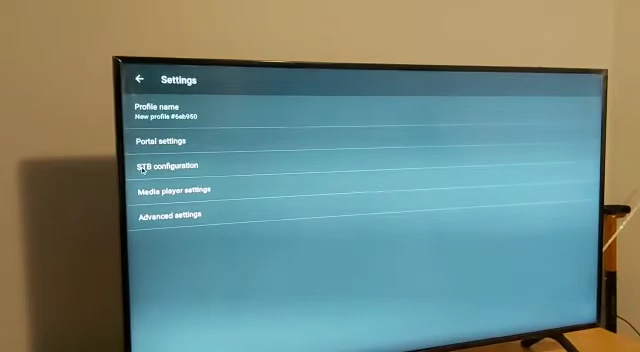 Settings
Profile name
New profile #6eb950
Portal settings
STB configuration
Media player settings
Advanced settings